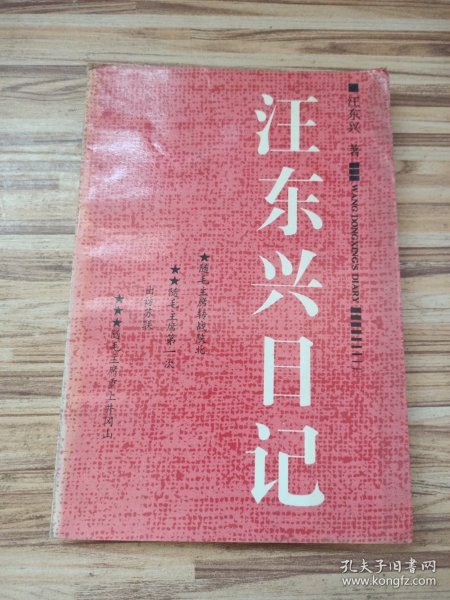 汪东兴 著
WANG DONGXING'S DIARY
汪东兴日记
★随毛主席转战陕北
★★随毛主席第一次
出访苏联
★★★随毛主席重上井冈山
孔夫子旧书网
www.kongfz.com